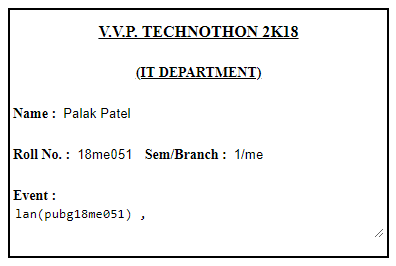 V.V.P. TECHNOTHON 2K18
(IT DEPARTMENT)
Name : Palak Patel
Roll No. : 18me051 Sem/Branch : 1/me
Event :
lan(pubg18me051) ,